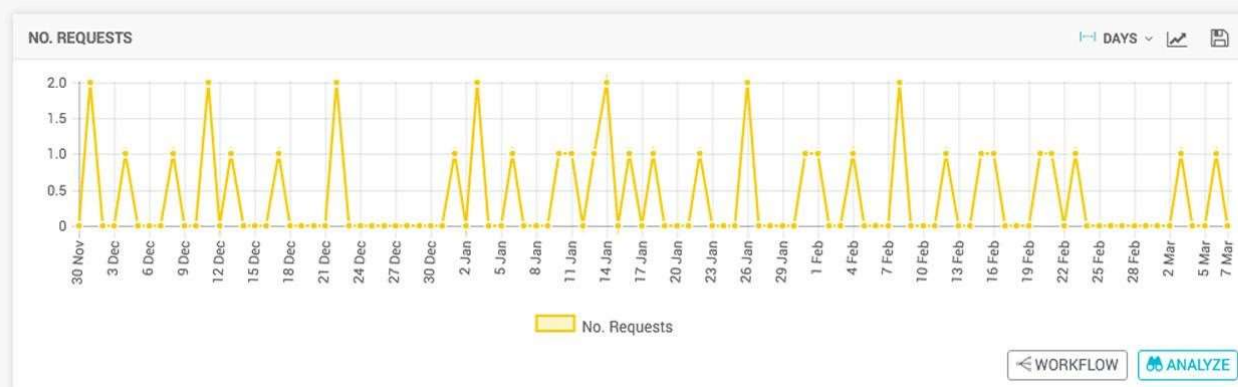 NO. REQUESTS
DAYS
2.0
1.5
1.0
0.5
0
30 Nov 3 Dec 6 Dec 9 Dec 12 Dec 15 Dec 18 Dec 21 Dec 24 Dec 27 Dec 30 Dec 2 Jan 5 Jan 8 Jan 11 Jan 14 Jan 17 Jan 20 Jan 23 Jan 26 Jan 29 Jan 1 Feb 4 Feb 7 Feb 10 Feb 13 Feb 16 Feb 19 Feb 22 Feb 25 Feb 28 Feb 2 Mar 5 Mar 7 Mar
No. Requests
WORKFLOW
ANALYZE